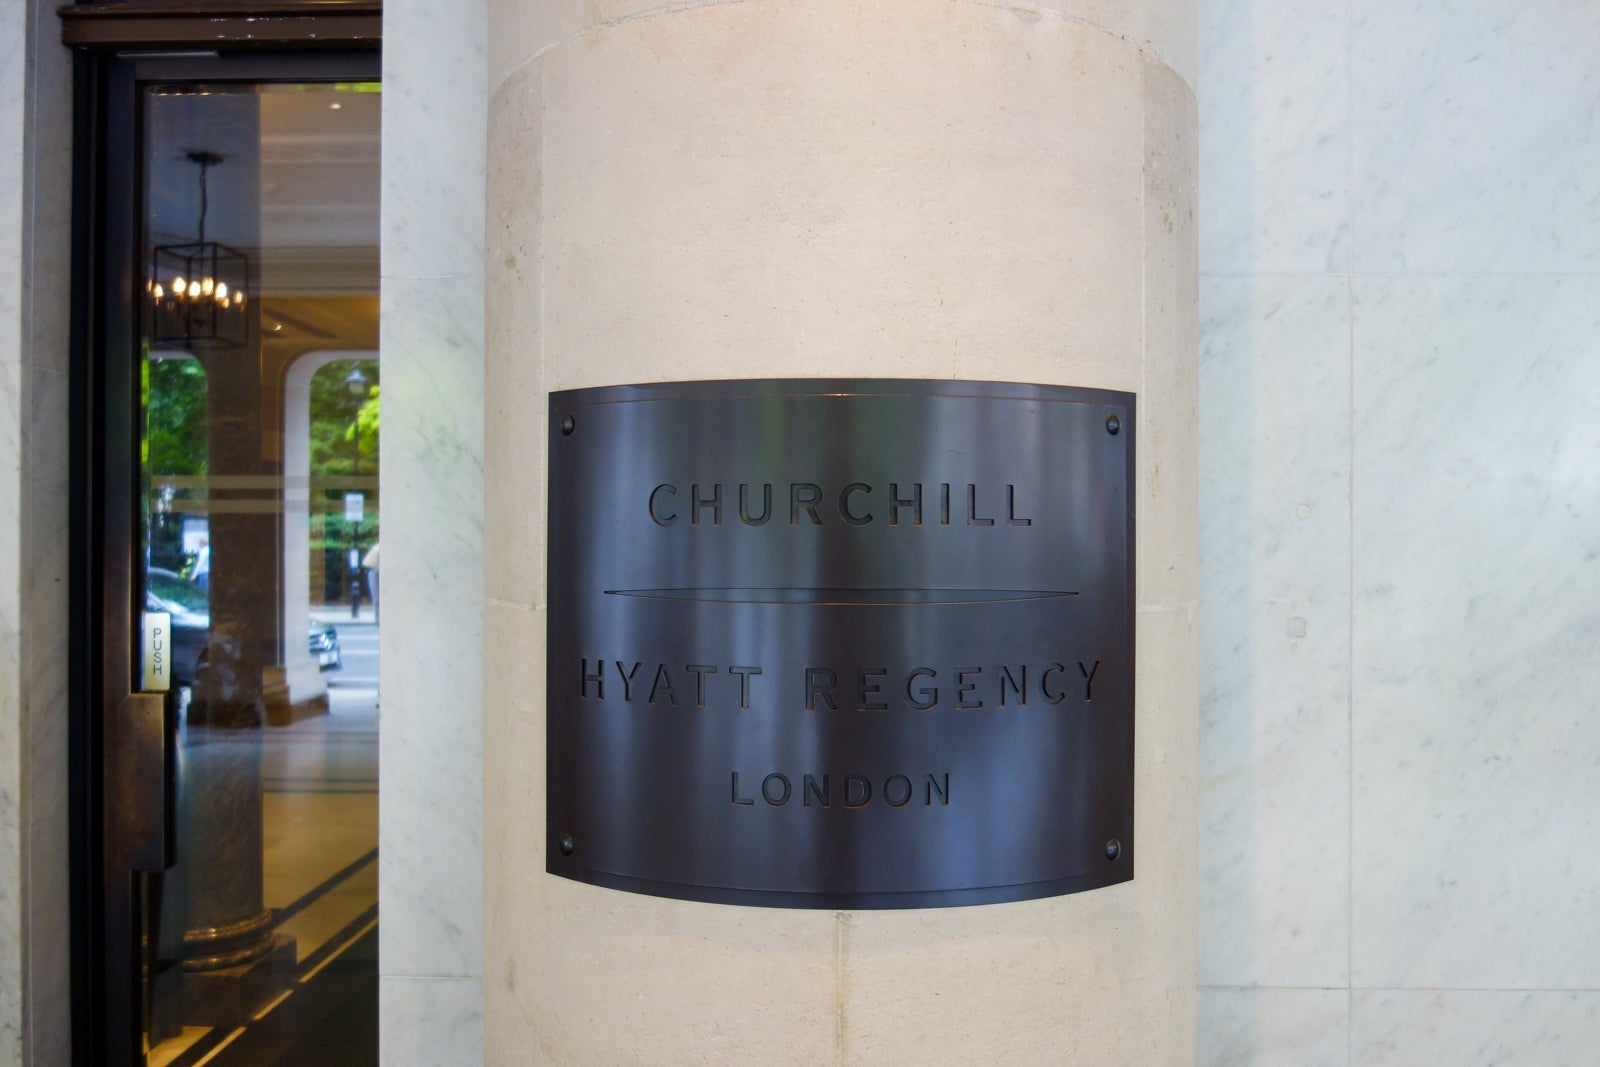 CHURCHILL
HYATT REGENCY
LONDON
PUSH